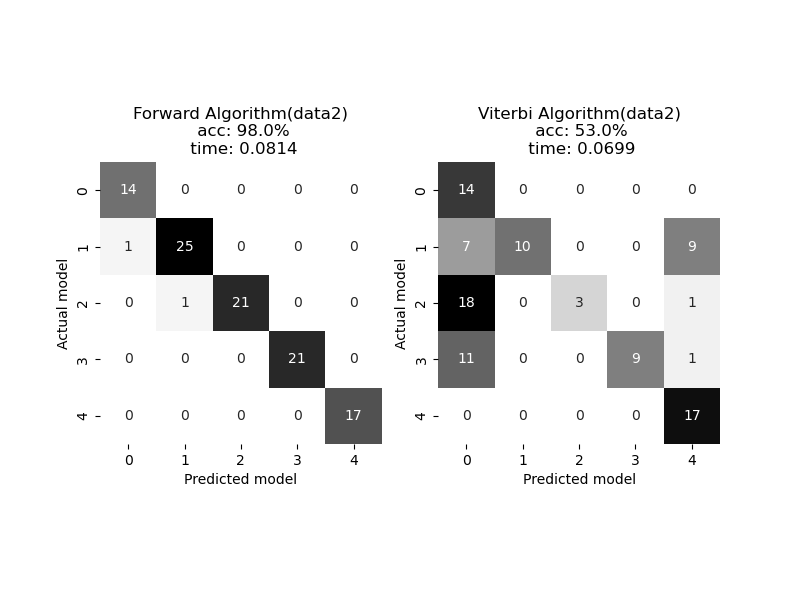 Forward Algorithm(data2)
acc: 98.0%
time: 0.0814
0 14 0 0 0 0
1 1 25 0 0 0
2 0 1 21 0 0
3 0 0 0 21 0
4 0 0 0 0 17
0 1 2 3 4
Actual model
Predicted model
Viterbi Algorithm(data2)
acc: 53.0%
time: 0.0699
0 14 0 0 0 0
1 7 10 0 0 9
2 18 0 3 0 1
3 11 0 0 9 1
4 0 0 0 0 17
0 1 2 3 4
Actual model
Predicted model